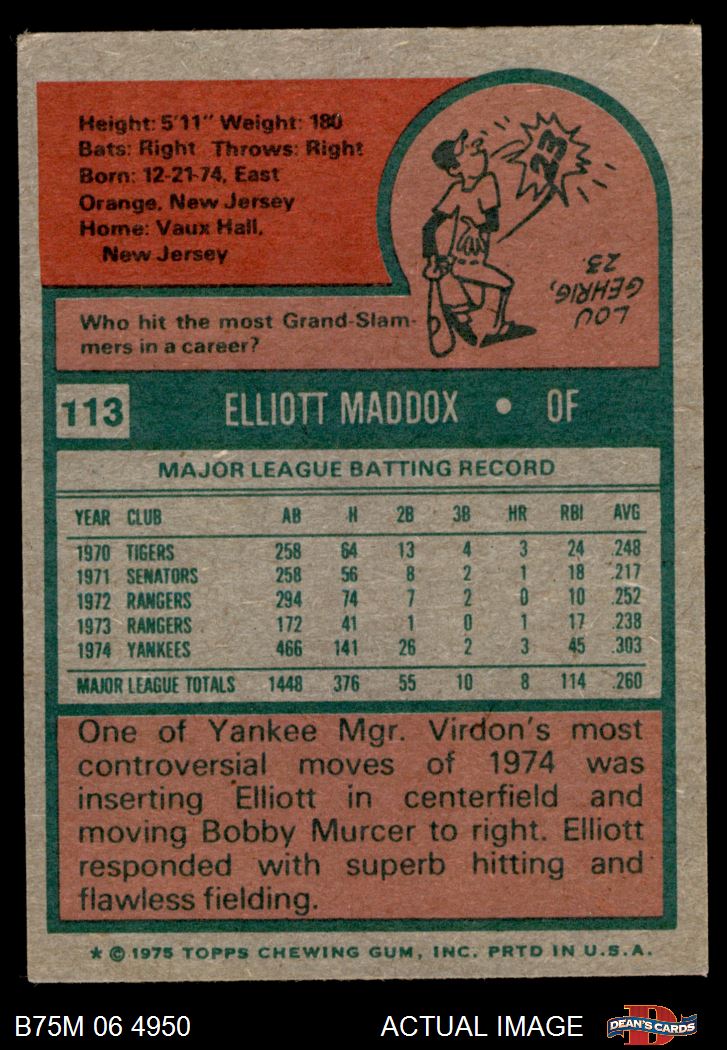 Height: 5'11" Weight: 180
Bats: Right Throws: Right
Born: 12-21-74, East
Orange, New Jersey
Home: Vaux Hall,
New Jersey
23
LOU
GEHRIG,
23.
Who hit the most Grand-Slam-
mers in a career?
113 ELLIOTT MADDOX • OF
MAJOR LEAGUE BATTING RECORD
YEAR CLUB AB H 2B 3B HR RBI AVG
1970 TIGERS 258 64 13 4 3 24 .248
1971 SENATORS 258 56 8 2 1 18 .217
1972 RANGERS 294 74 7 2 0 10 .252
1973 RANGERS 172 41 1 0 1 17 .238
1974 YANKEES 466 141 26 2 3 45 .303
MAJOR LEAGUE TOTALS 1448 376 55 10 8 114 .260
One of Yankee Mgr. Virdon's most
controversial moves of 1974 was
inserting Elliott in centerfield and
moving Bobby Murcer to right. Elliott
responded with superb hitting and
flawless fielding.
* © 1975 TOPPS CHEWING GUM, INC. PRTD IN U.S.A.
B75M 06 4950 ACTUAL IMAGE D DEAN'S CARDS